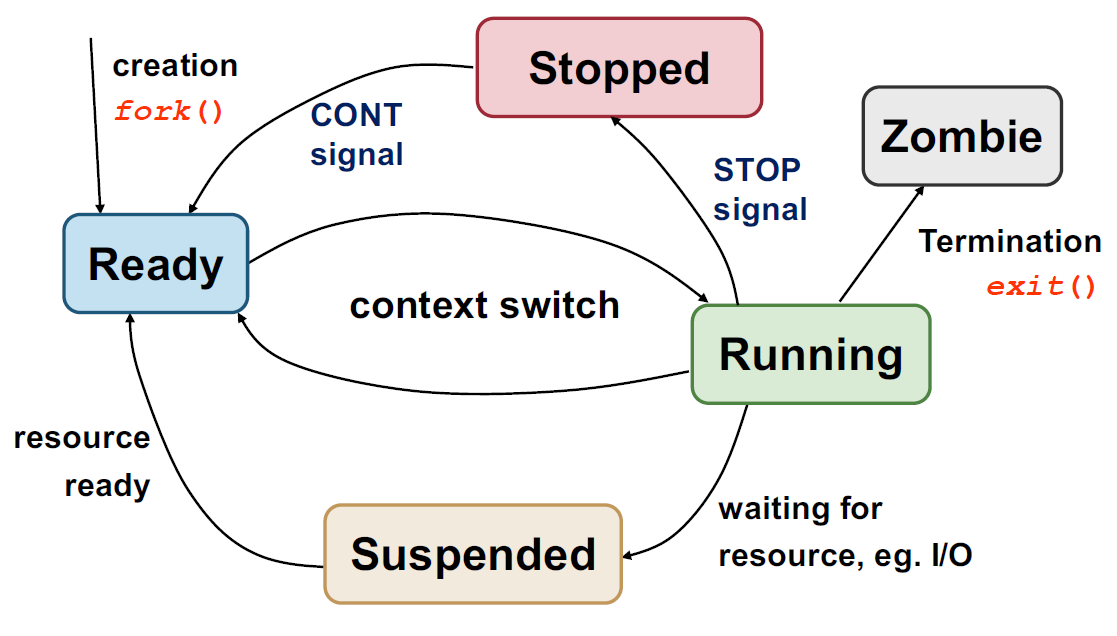 Stopped
creation
fork()
CONT
signal
Zombie
STOP
signal
Termination
exit()
Ready
context switch
Running
resource
ready
Suspended
waiting for
resource, eg. I/O